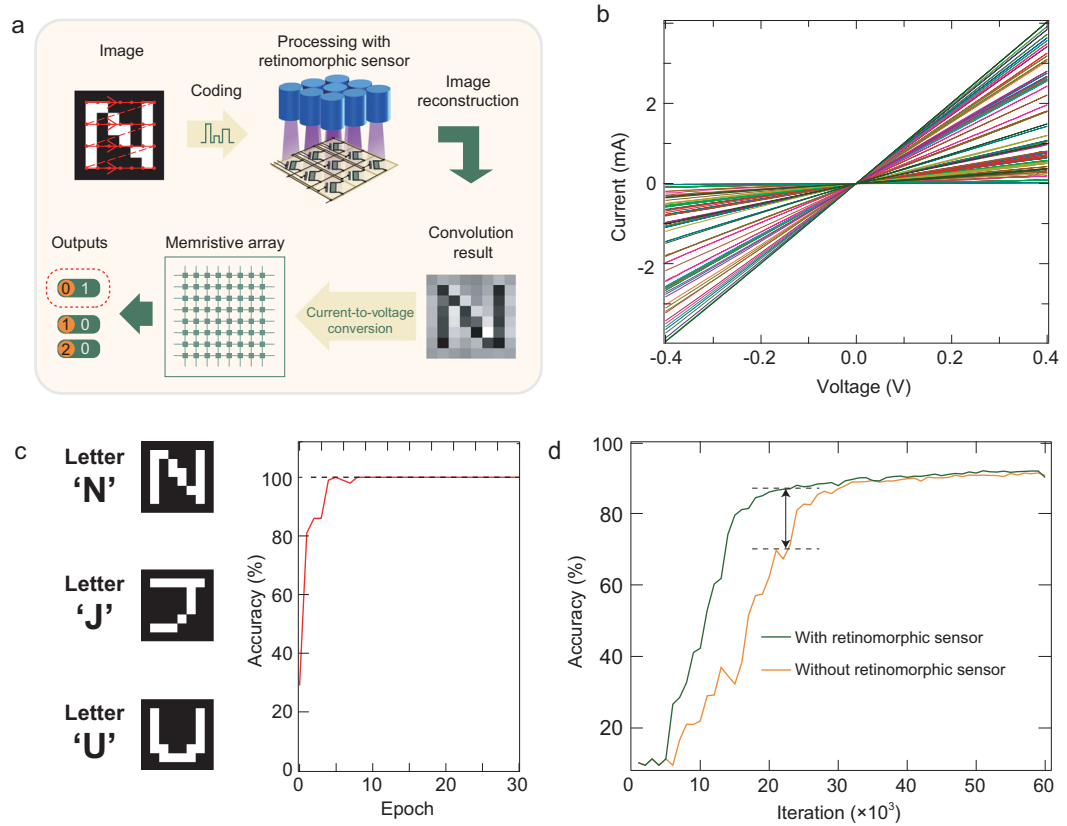 a
Image
Coding
Processing with
retinomorphic sensor
Image
reconstruction
Outputs
0 1
1 0
2 0
Memristive array
Current-to-voltage
conversion
Convolution
result
b
Current (mA)
2
0
-2
-0.4
-0.2
0.0
0.2
0.4
Voltage (V)
c
Letter
‘N’
Letter
‘J’
Letter
‘U’
Accuracy (%)
100
80
60
40
20
0
0
10
20
30
Epoch
d
Accuracy (%)
100
80
60
40
20
With retinomorphic sensor
Without retinomorphic sensor
0
10
20
30
40
50
60
Iteration (×10³)